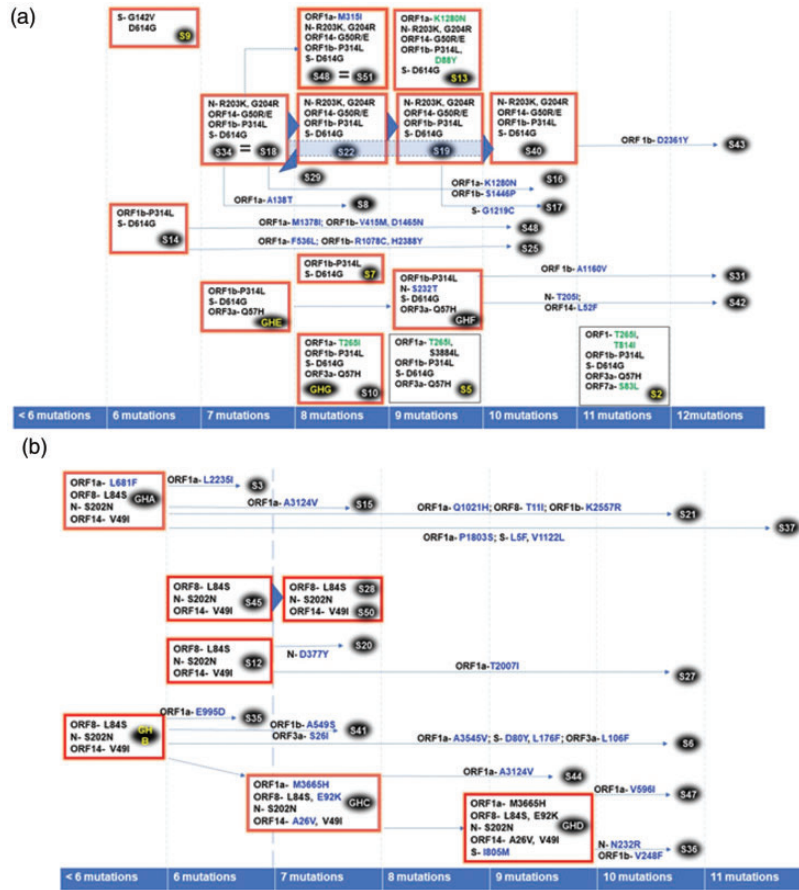 (a)
S- G142V
D614G
S9
ORF1a- M315I
N- R203K, G204R
ORF14- G50R/E
ORF1b- P314L
S- D614G
S48 = S51
ORF1a- K1280N
N- R203K, G204R
ORF14- G50R/E
ORF1b- P314L,
D88Y
S- D614G
S13
N- R203K, G204R
ORF14- G50R/E
ORF1b- P314L
S- D614G
S34 = S18
N- R203K, G204R
ORF14- G50R/E
ORF1b- P314L
S- D614G
S22
N- R203K, G204R
ORF14- G50R/E
ORF1b- P314L
S- D614G
S19
N- R203K, G204R
ORF14- G50R/E
ORF1b- P314L
S- D614G
S40
ORF1b- D2361Y
S43
S29
ORF1a- K1280N
ORF1b- S1446P
S16
ORF1a- A138T
S8
S- G1219C
S17
ORF1b-P314L
S- D614G
S14
ORF1a- M1378I; ORF1b- V415M, D1465N
S48
ORF1a- F536L; ORF1b- R1078C, H2388Y
S25
ORF1b-P314L
S- D614G
S7
ORF1b- A1160V
S31
ORF1b-P314L
S- D614G
ORF3a- Q57H
GHE
ORF1b-P314L
N- S232T
S- D614G
ORF3a- Q57H
GHF
N- T205I;
ORF14- L52F
S42
ORF1a- T265I
ORF1b- P314L
S- D614G
ORF3a- Q57H
GHG
S10
ORF1a- T265I,
S3884L
ORF1b- P314L
S- D614G
ORF3a- Q57H
S5
ORF1- T265I,
T814I
ORF1b- P314L
S- D614G
ORF3a- Q57H
ORF7a- S83L
S2
< 6 mutations
6 mutations
7 mutations
8 mutations
9 mutations
10 mutations
11 mutations
12mutations
(b)
ORF1a- L681F
ORF8- L84S
N- S202N
ORF14- V49I
GHA
ORF1a- L2235I
S3
ORF1a- A3124V
S15
ORF1a- Q1021H; ORF8- T11I; ORF1b- K2557R
S21
S37
ORF1a- P1803S; S- L5F, V1122L
ORF8- L84S
N- S202N
ORF14- V49I
S45
ORF8- L84S
N- S202N
ORF14- V49I
S28
S50
ORF8- L84S
N- S202N
ORF14- V49I
S12
N- D377Y
S20
ORF1a-T2007I
S27
ORF8- L84S
N- S202N
ORF14- V49I
GH
B
ORF1a- E995D
S35
ORF1b- A549S
ORF3a- S26I
S41
ORF1a- A3545V; S- D80Y, L176F; ORF3a- L106F
S6
ORF1a- A3124V
S44
ORF1a- M3665H
ORF8- L84S, E92K
N- S202N
ORF14- A26V, V49I
GHC
ORF1a- M3665H
ORF8- L84S, E92K
N- S202N
ORF14- A26V, V49I
S- I805M
GHD
ORF1a- V596I
S47
N- N232R
ORF1b- V248F
S36
< 6 mutations
6 mutations
7 mutations
8 mutations
9 mutations
10 mutations
11 mutations